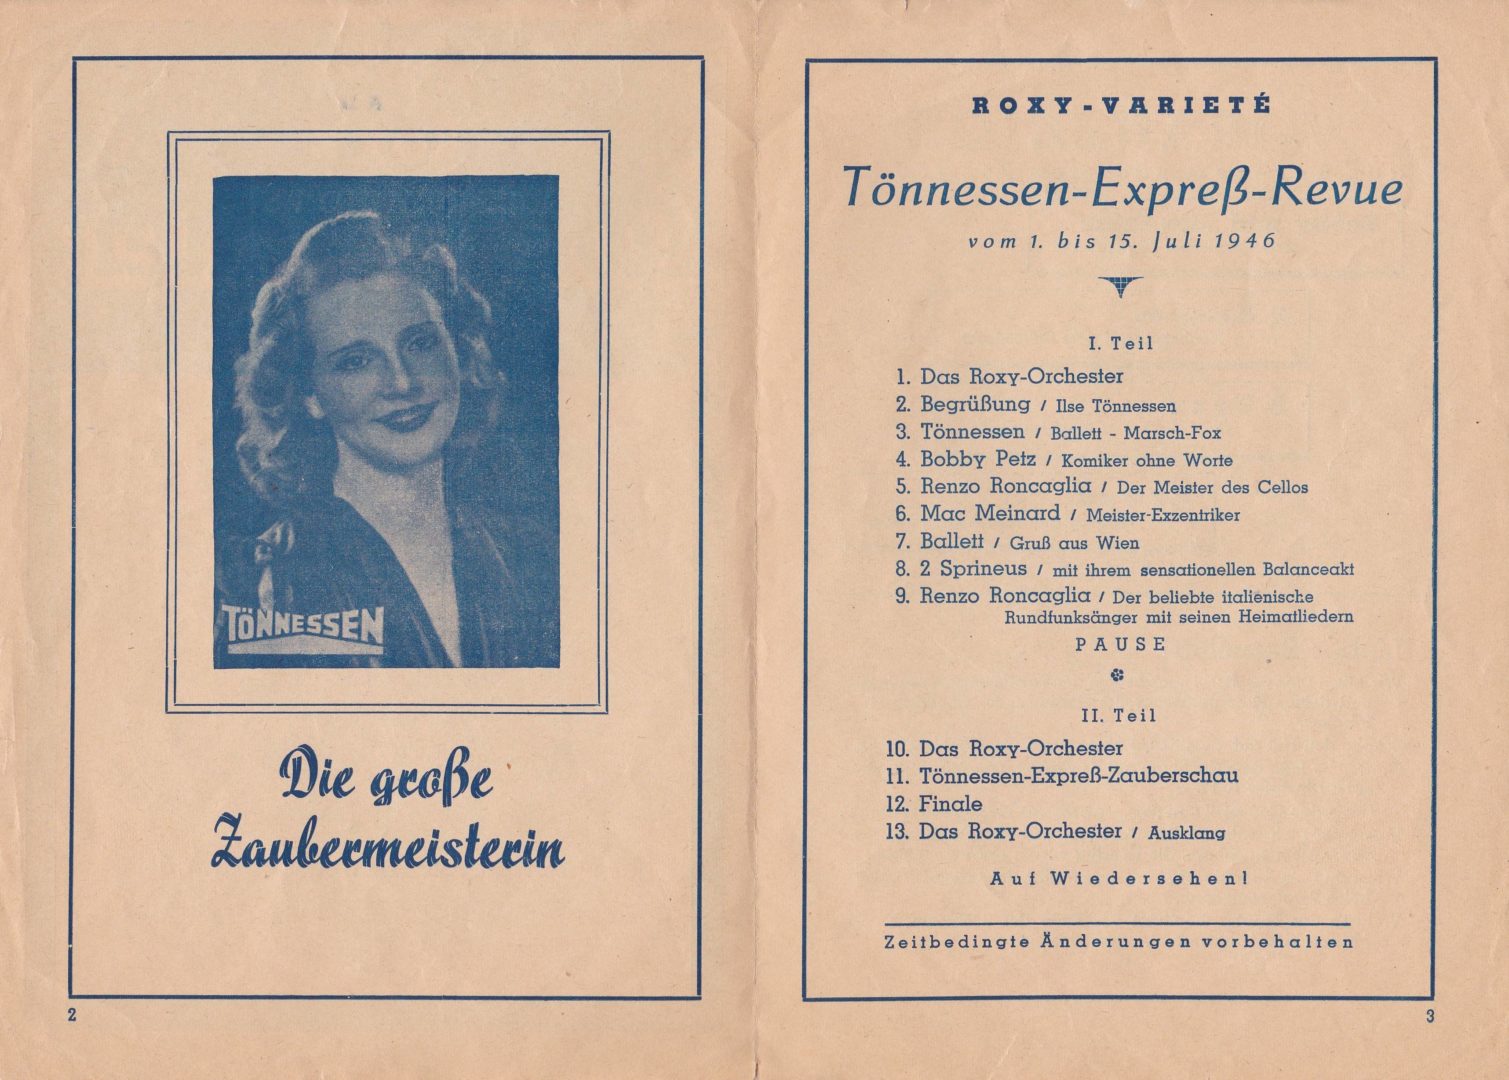 TÖNNESSEN
Die große
Zaubermeisterin
2
ROXY-VARIETÉ
Tönnessen-Expreß-Revue
vom 1. bis 15. Juli 1946
I. Teil
1. Das Roxy-Orchester
2. Begrüßung / Ilse Tönnessen
3. Tönnessen / Ballett - Marsch-Fox
4. Bobby Petz / Komiker ohne Worte
5. Renzo Roncaglia / Der Meister des Cellos
6. Mac Meinard / Meister-Exzentriker
7. Ballett / Gruß aus Wien
8. 2 Sprineus / mit ihrem sensationellen Balanceakt
9. Renzo Roncaglia / Der beliebte italienische
Rundfunksänger mit seinen Heimatliedern
PAUSE
II. Teil
10. Das Roxy-Orchester
11. Tönnessen-Expreß-Zauberschau
12. Finale
13. Das Roxy-Orchester / Ausklang
Auf Wiedersehen!
Zeitbedingte Änderungen vorbehalten
3